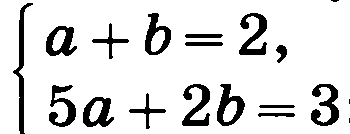 a + b = 2,
5a + 2b = 3